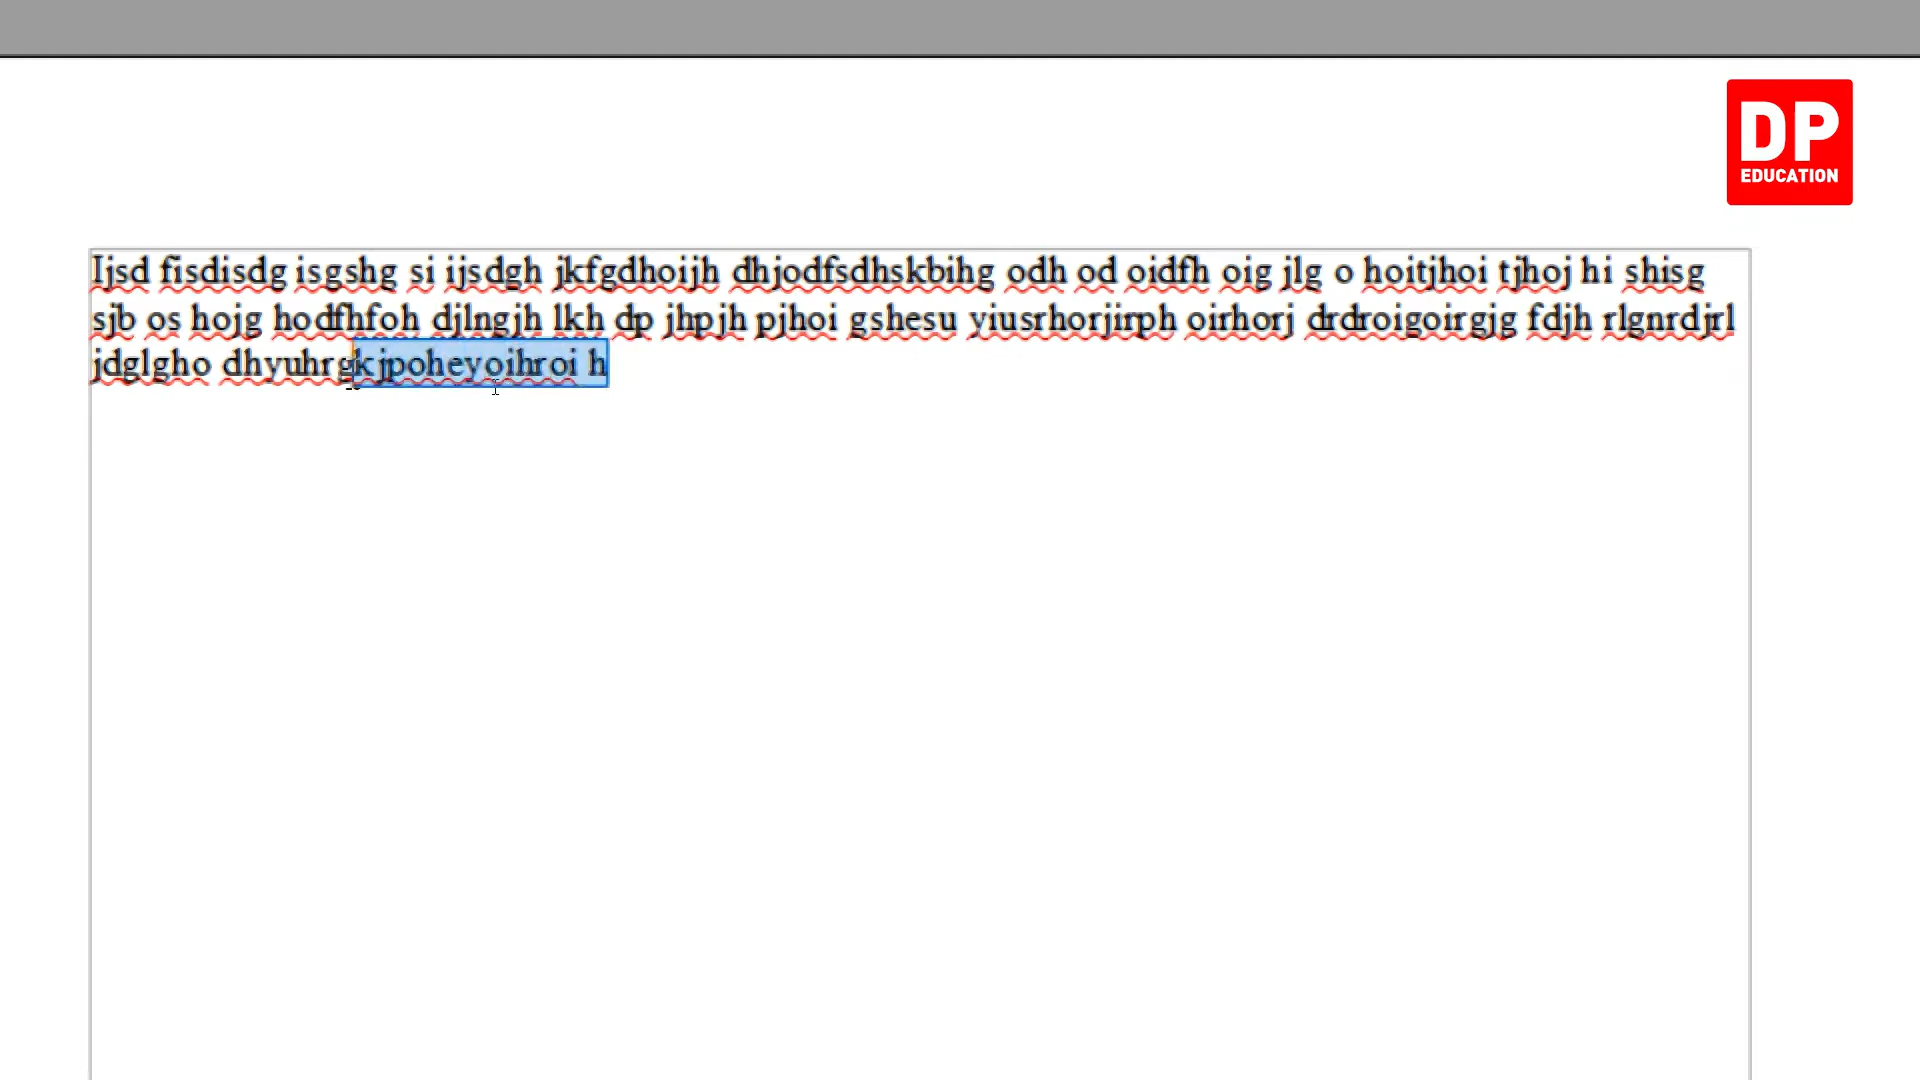 DP
EDUCATION
Ijsd fisdisdg isgshg si ijsdgh jkfgdhoijh dhjodfsdhskbihg odh od oidfh oig jlg o hoitjhoi tjhoj hi shisg
sjb os hojg hodfhfoh djlngjh lkh dp jhpjh pjhoi gshesu yiusrhorjirph oirhorj drdroigoirgjg fdjh rlgnrdjrl
jdglgho dhyuhrgkjpoheyoihroi h